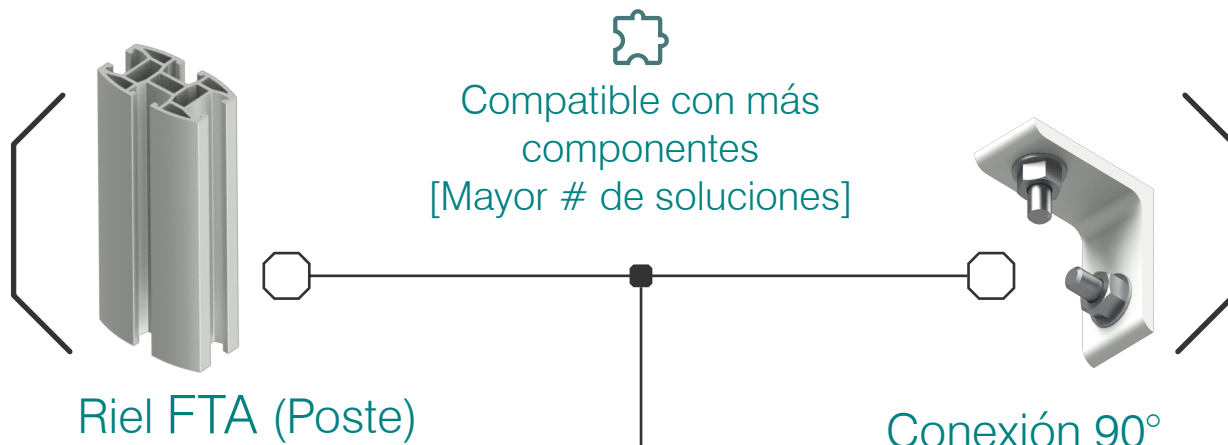 Compatible con más
componentes
[Mayor # de soluciones]
Riel FTA (Poste)
Conexión 90°